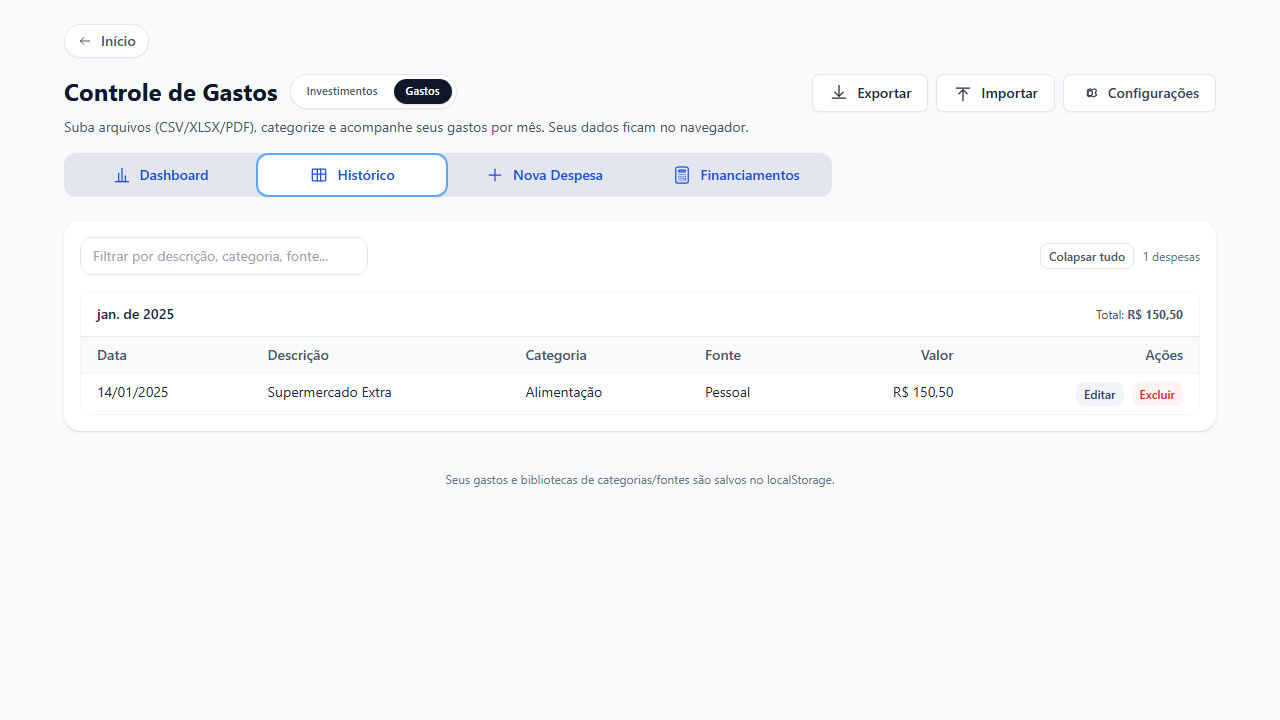 Início
Controle de Gastos
Investimentos
Gastos
Exportar
Importar
Configurações
Suba arquivos (CSV/XLSX/PDF), categorize e acompanhe seus gastos por mês. Seus dados ficam no navegador.
Dashboard
Histórico
Nova Despesa
Financiamentos
Filtrar por descrição, categoria, fonte...
Colapsar tudo
1 despesas
jan. de 2025
Total: R$ 150,50
Data Descrição Categoria Fonte Valor Ações
14/01/2025 Supermercado Extra Alimentação Pessoal R$ 150,50 Editar Excluir
Seus gastos e bibliotecas de categorias/fontes são salvos no localStorage.